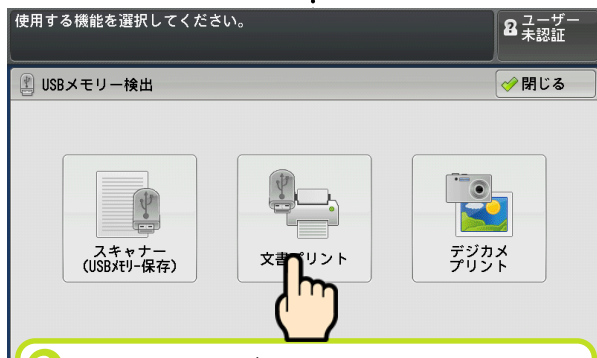 使用する機能を選択してください。
ユーザー
未認証
USBメモリー検出
閉じる
スキャナー
(USBﾒﾓﾘｰ保存)
文書プリント
デジカメ
プリント